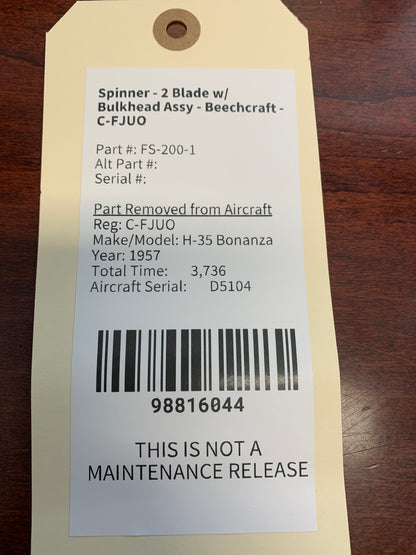 Spinner - 2 Blade w/
Bulkhead Assy - Beechcraft -
C-FJUO
Part #: FS-200-1
Alt Part #:
Serial #:
Part Removed from Aircraft
Reg: C-FJUO
Make/Model: H-35 Bonanza
Year: 1957
Total Time: 3,736
Aircraft Serial: D5104
98816044
THIS IS NOT A
MAINTENANCE RELEASE